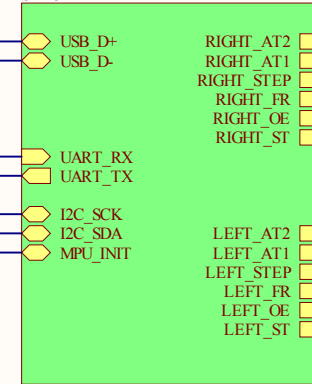 USB_D+
USB_D-
UART_RX
UART_TX
I2C_SCK
I2C_SDA
MPU_INIT
RIGHT_AT2
RIGHT_AT1
RIGHT_STEP
RIGHT_FR
RIGHT_OE
RIGHT_ST
LEFT_AT2
LEFT_AT1
LEFT_STEP
LEFT_FR
LEFT_OE
LEFT_ST